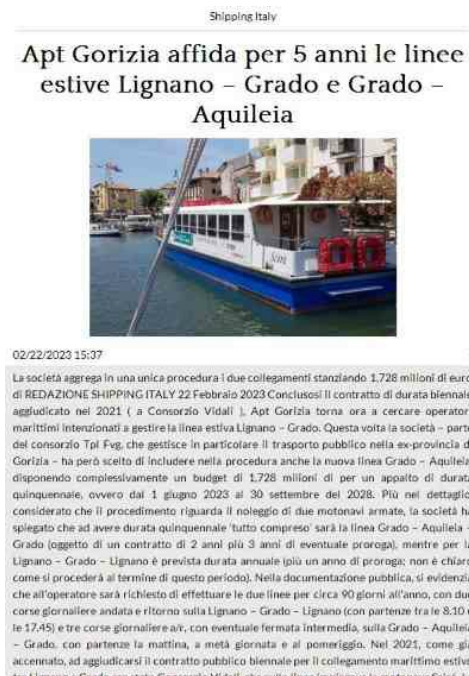 Shipping Italy
Apt Gorizia affida per 5 anni le linee
estive Lignano – Grado e Grado –
Aquileia
02/22/2023 15:37
La società aggrega in una unica procedura i due collegamenti stanziando 1,728 milioni di euro
di REDAZIONE SHIPPING ITALY 22 Febbraio 2023 Conclusosi il contratto di durata biennale
aggiudicato nel 2021 ( a Consorzio Vidali ), Apt Gorizia torna ora a cercare operator
marittimi intenzionati a gestire la linea estiva Lignano – Grado. Questa volta la società – parte
del consorzio Tpl Fvg, che gestisce in particolare il trasporto pubblico nella ex-provincia d
Gorizia – ha però scelto di includere nella procedura anche la nuova linea Grado – Aquileia
disponendo complessivamente un budget di 1,728 milioni di per un appalto di durata
quinquennale, ovvero dal 1 giugno 2023 al 30 settembre del 2028. Più nel dettaglio
considerato che il procedimento riguarda il noleggio di due motonavi armate, la società ha
spiegato che ad avere durata quinquennale 'tutto compreso' sarà la linea Grado – Aquileia –
Grado (oggetto di un contratto di 2 anni più 3 anni di eventuale proroga), mentre per la
Lignano – Grado – Lignano è prevista durata annuale (più un anno di proroga; non è chiaro
come si procederà al termine di questo periodo). Nella documentazione pubblica, si evidenzia
che all'operatore sarà richiesto di effettuare le due linee per circa 90 giorni all'anno, con due
corse giornaliere andata e ritorno sulla Lignano – Grado – Lignano (con partenze tra le 8.10 e
le 17.45) e tre corse giornaliere a/r, con eventuale fermata intermedia, sulla Grado – Aquileia
– Grado, con partenze la mattina, a metà giornata e al pomeriggio. Nel 2021, come già
accennato, ad aggiudicarsi il contratto pubblico biennale per il collegamento marittimo estivo